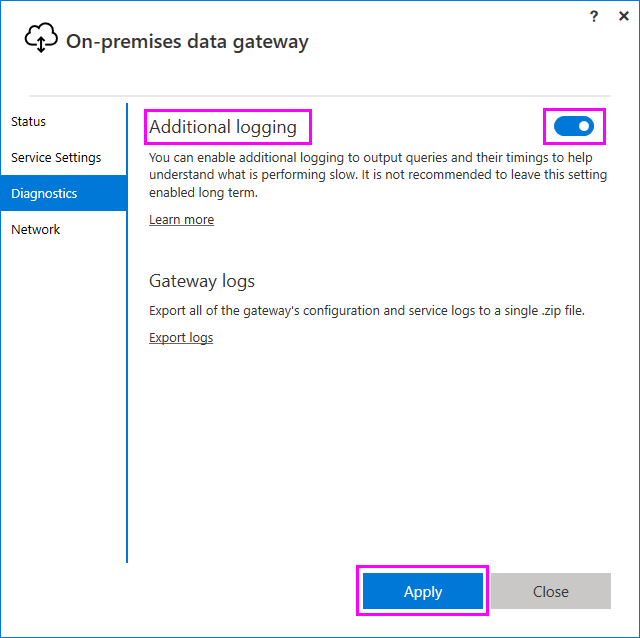 ?
On-premises data gateway
Status
Service Settings
Diagnostics
Network
Additional logging
You can enable additional logging to output queries and their timings to help
understand what is performing slow. It is not recommended to leave this setting
enabled long term.
Learn more
Gateway logs
Export all of the gateway's configuration and service logs to a single .zip file.
Export logs
Apply
Close